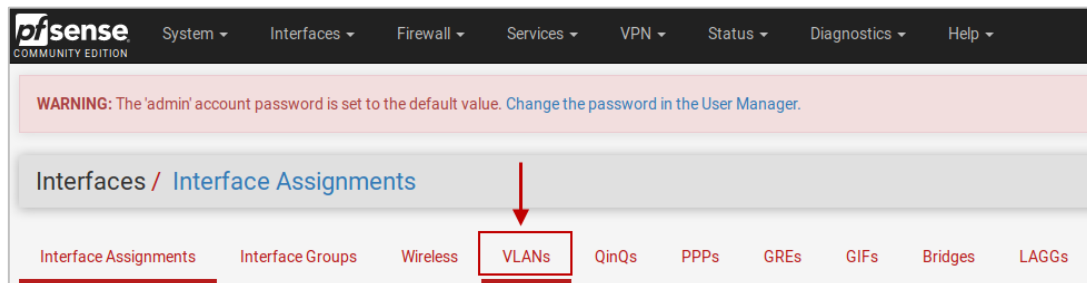 pfsense System Interfaces Firewall Services VPN Status Diagnostics Help
COMMUNITY EDITION
WARNING: The 'admin' account password is set to the default value. Change the password in the User Manager.
Interfaces / Interface Assignments
Interface Assignments Interface Groups Wireless VLANs QinQs PPPs GREs GIFs Bridges LAGGs